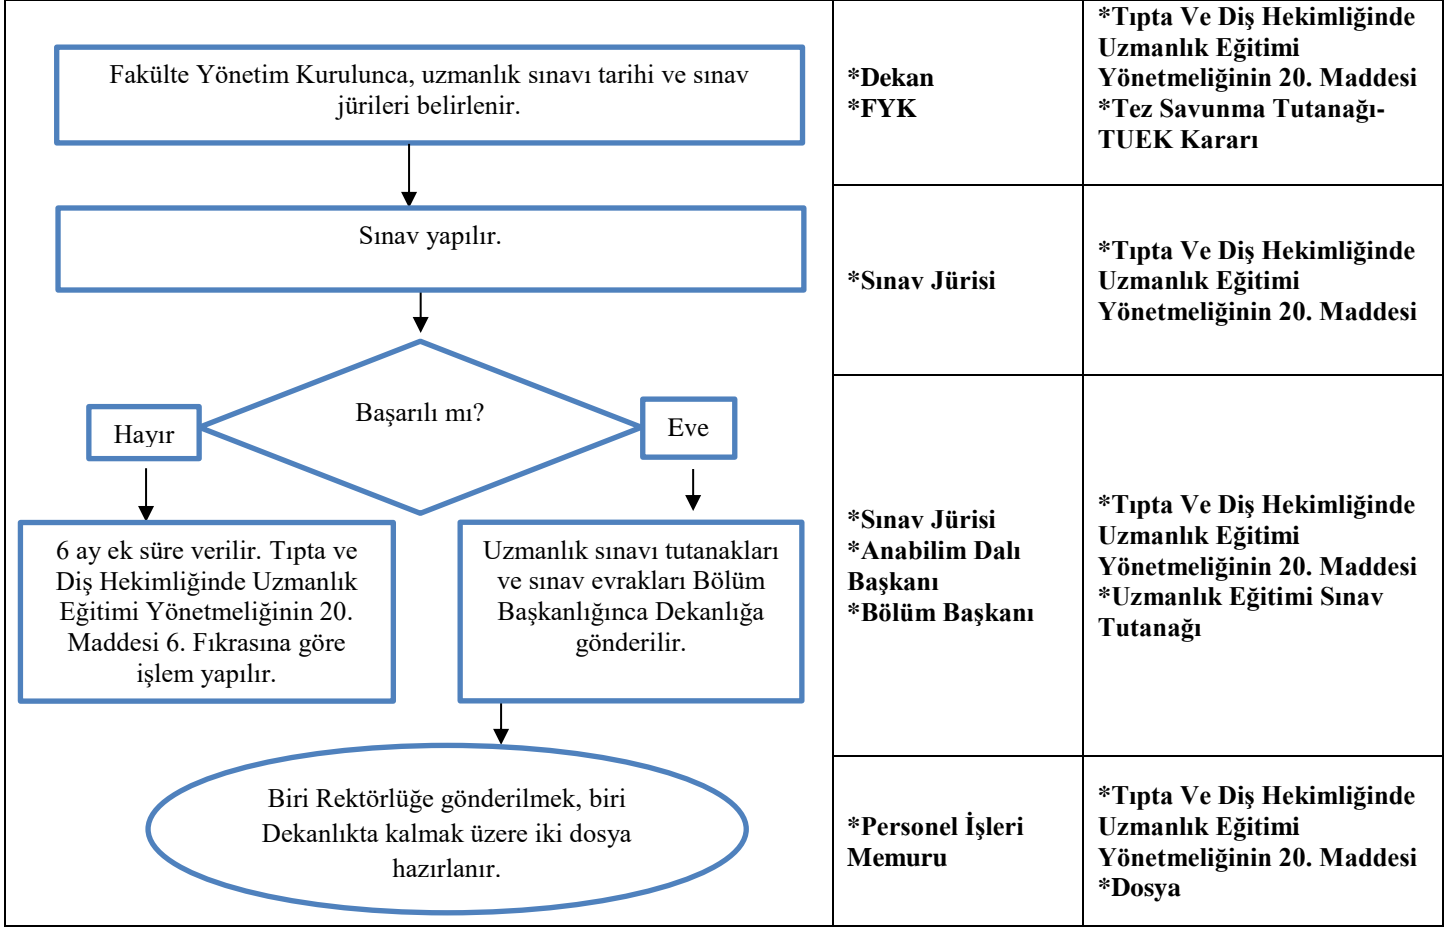 Fakülte Yönetim Kurulunca, uzmanlık sınavı tarihi ve sınav
jürileri belirlenir.
*Dekan
*FYK
*Tıpta Ve Diş Hekimliğinde
Uzmanlık Eğitimi
Yönetmeliğinin 20. Maddesi
*Tez Savunma Tutanağı-
TUEK Kararı
Sınav yapılır.
*Sınav Jürisi
*Tıpta Ve Diş Hekimliğinde
Uzmanlık Eğitimi
Yönetmeliğinin 20. Maddesi
Başarılı mı?
Hayır
Eve
6 ay ek süre verilir. Tıpta ve
Diş Hekimliğinde Uzmanlık
Eğitimi Yönetmeliğinin 20.
Maddesi 6. Fıkrasına göre
işlem yapılır.
Uzmanlık sınavı tutanakları
ve sınav evrakları Bölüm
Başkanlığınca Dekanlığa
gönderilir.
*Sınav Jürisi
*Anabilim Dalı
Başkanı
*Bölüm Başkanı
*Tıpta Ve Diş Hekimliğinde
Uzmanlık Eğitimi
Yönetmeliğinin 20. Maddesi
*Uzmanlık Eğitimi Sınav
Tutanağı
Biri Rektörlüğe gönderilmek, biri
Dekanlıkta kalmak üzere iki dosya
hazırlanır.
*Personel İşleri
Memuru
*Tıpta Ve Diş Hekimliğinde
Uzmanlık Eğitimi
Yönetmeliğinin 20. Maddesi
*Dosya